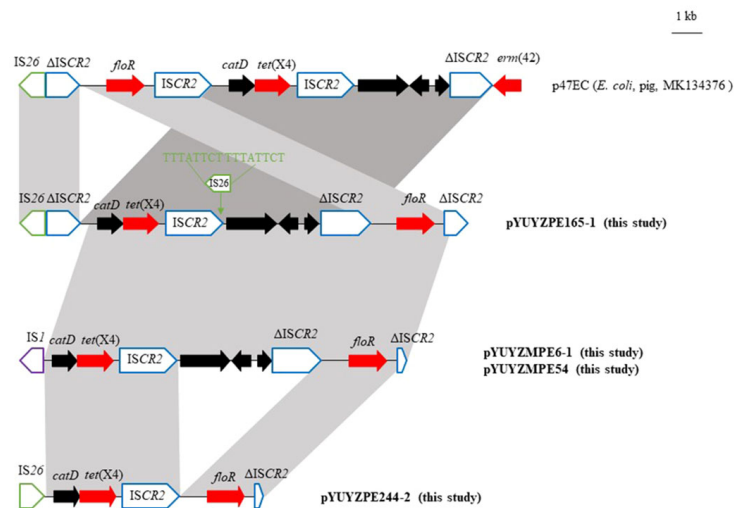 1 kb
IS26 ΔISCR2 floR ISCR2 catD tet(X4) ISCR2 ΔISCR2 erm(42)
p47EC (E. coli, pig, MK134376 )
TTTATTCTTTTATTCT
IS26
IS26 ΔISCR2 catD tet(X4) ISCR2 ΔISCR2 floR ΔISCR2
pYUYZPE165-1 (this study)
IS1 catD tet(X4) ISCR2 ΔISCR2 floR ΔISCR2
pYUYZMPE6-1 (this study)
pYUYZMPE54 (this study)
IS26 catD tet(X4) ISCR2 floR ΔISCR2
pYUYZPE244-2 (this study)